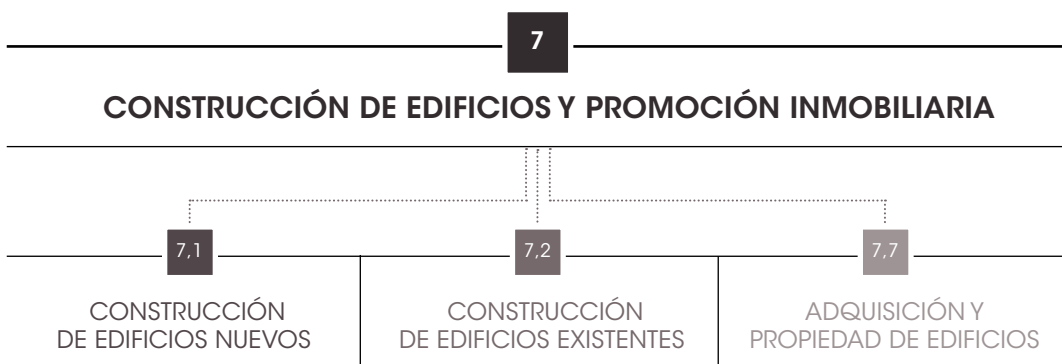 7
CONSTRUCCIÓN DE EDIFICIOS Y PROMOCIÓN INMOBILIARIA
7,1
CONSTRUCCIÓN
DE EDIFICIOS NUEVOS
7,2
CONSTRUCCIÓN
DE EDIFICIOS EXISTENTES
7,7
ADQUISICIÓN Y
PROPIEDAD DE EDIFICIOS